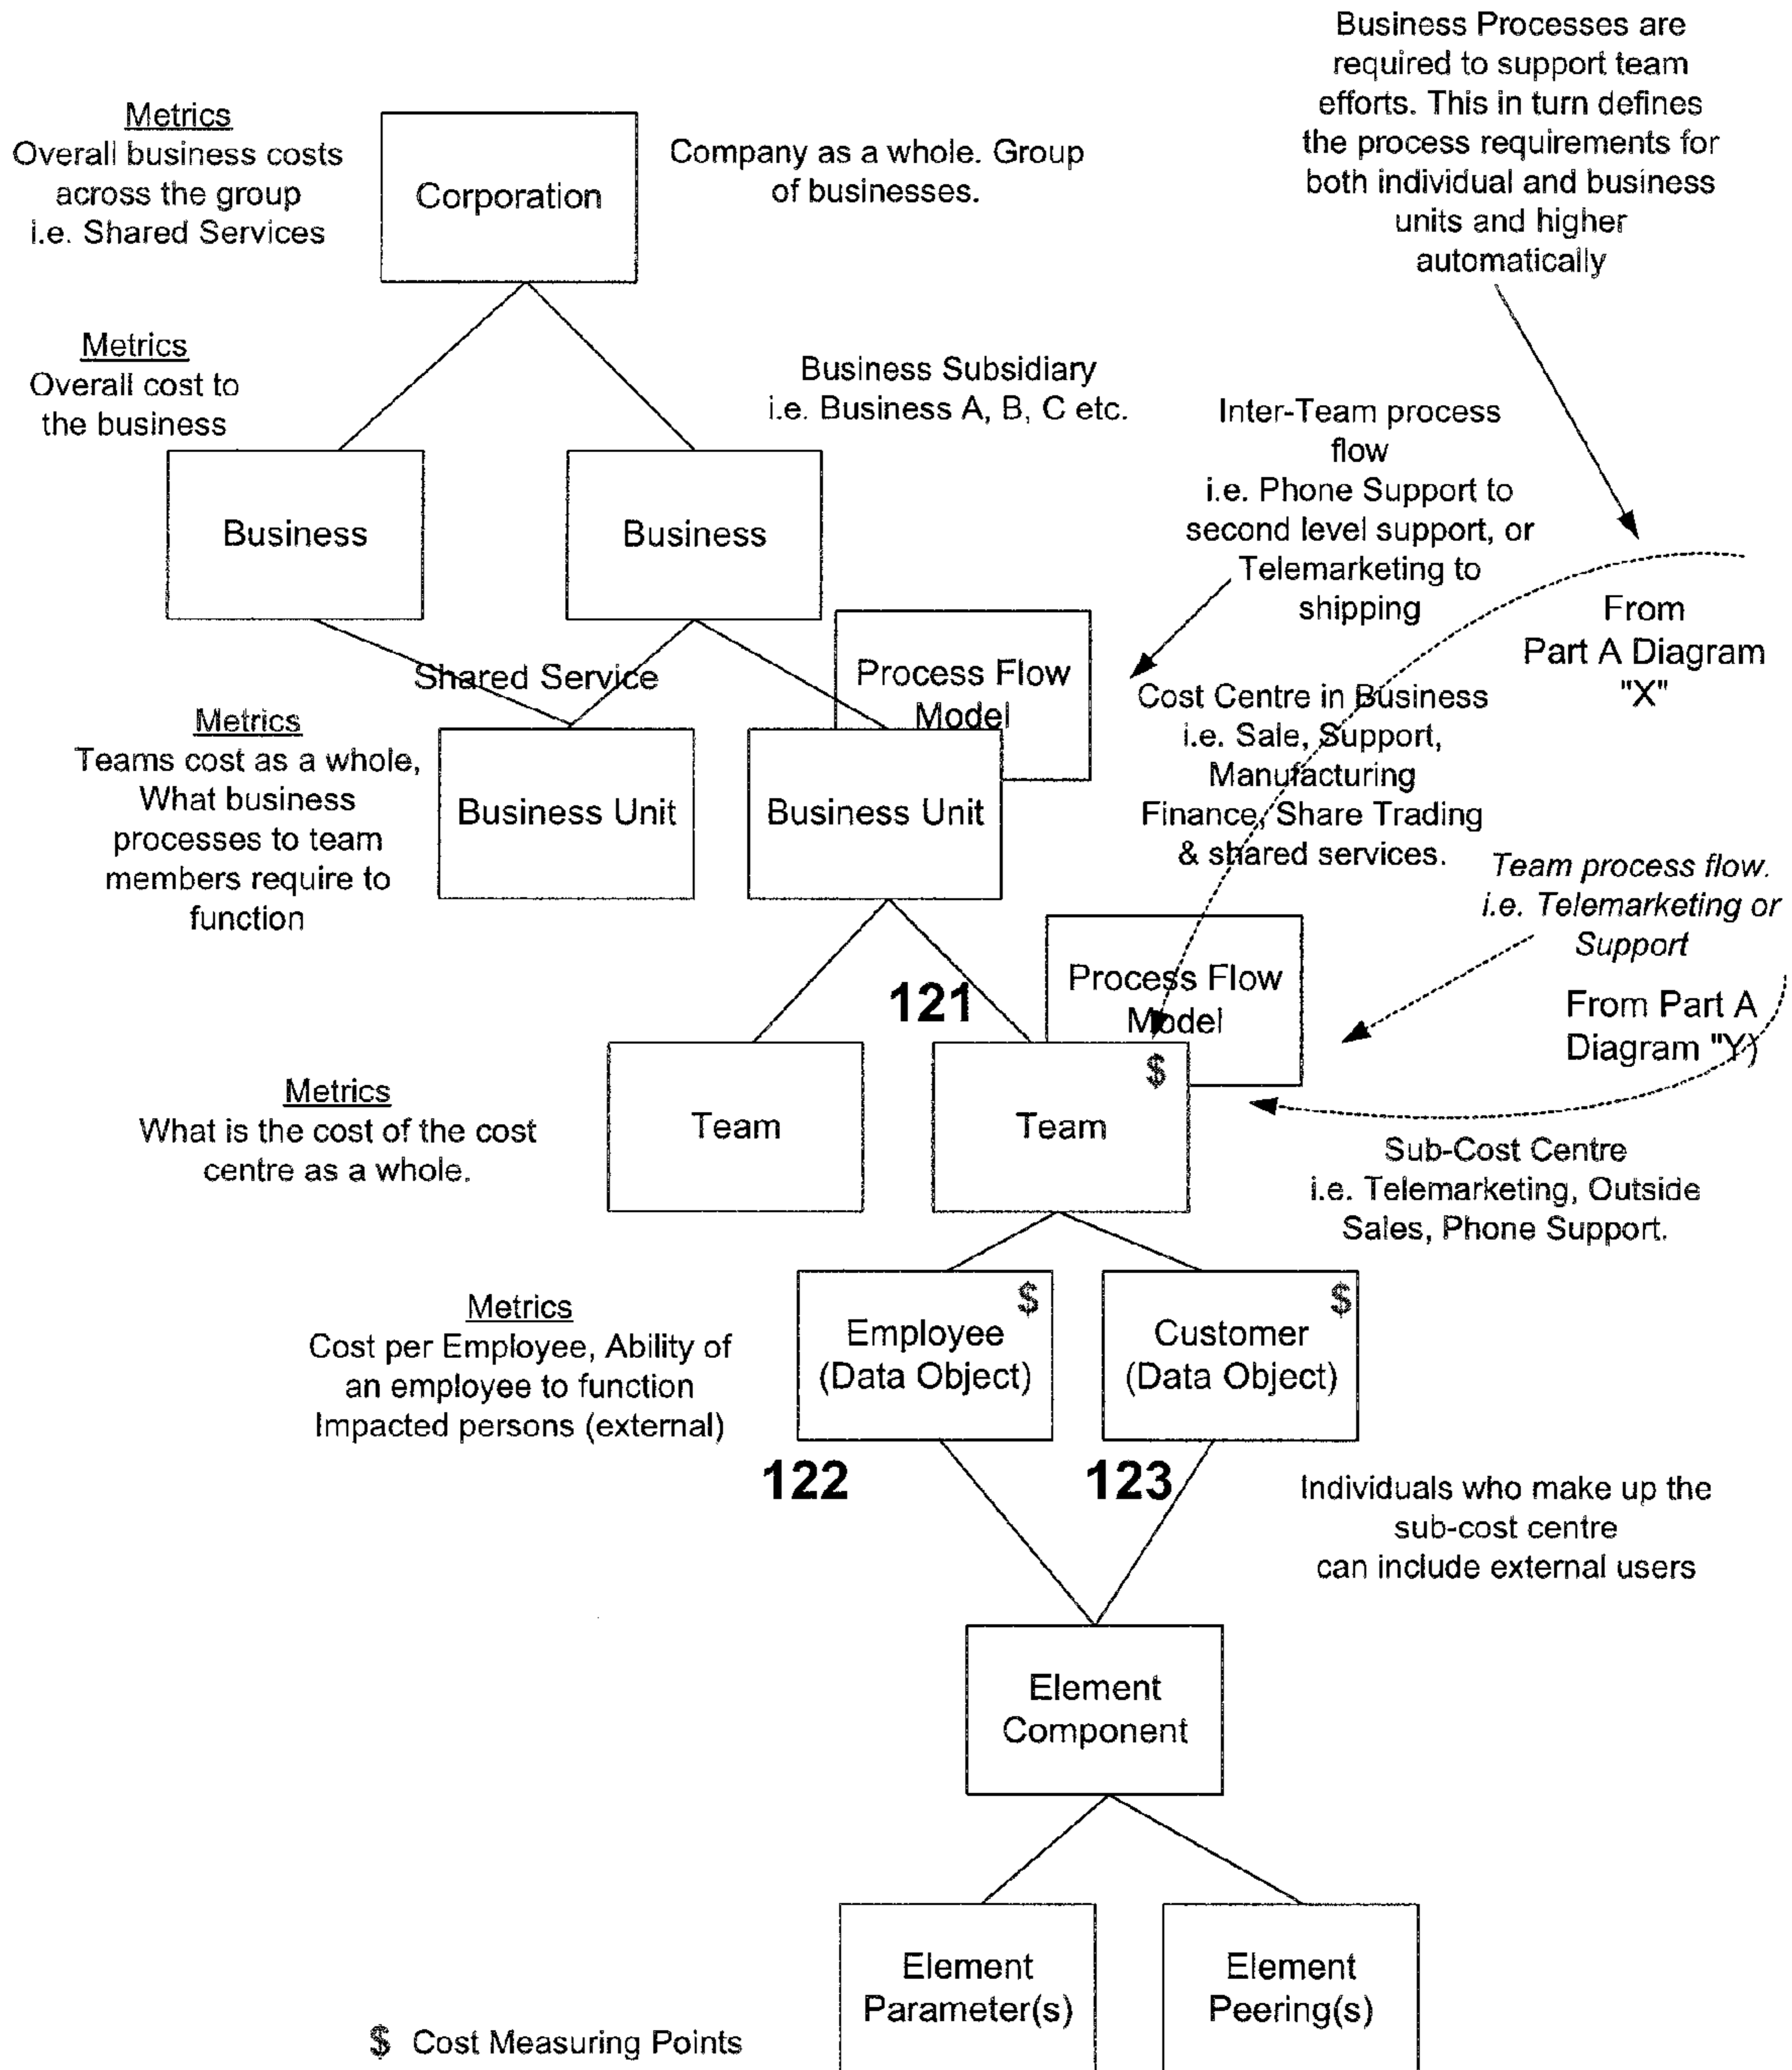 Business Processes are
required to support team
efforts. This in turn defines
the process requirements for
both individual and business
units and higher
automatically
Metrics
Overall business costs
across the group
i.e. Shared Services
Corporation
Company as a whole. Group
of businesses.
Metrics
Overall cost to
the business
Business Subsidiary
i.e. Business A, B, C etc.
Inter-Team process
flow
i.e. Phone Support to
second level support, or
Telemarketing to
shipping
Business
Business
From
Part A Diagram
"X"
Shared Service
Process Flow
Model
Cost Centre in Business
i.e. Sale, Support,
Manufacturing
Finance, Share Trading
& shared services.
Metrics
Teams cost as a whole,
What business
processes to team
members require to
function
Business Unit
Business Unit
Team process flow.
i.e. Telemarketing or
Support
121
Process Flow
Model
From Part A
Diagram "Y)
Metrics
What is the cost of the cost
centre as a whole.
Team
$
Team
Sub-Cost Centre
i.e. Telemarketing, Outside
Sales, Phone Support.
Metrics
Cost per Employee, Ability of
an employee to function
Impacted persons (external)
$
Employee
(Data Object)
$
Customer
(Data Object)
122
123
Individuals who make up the
sub-cost centre
can include external users
Element
Component
Element
Parameter(s)
Element
Peering(s)
$ Cost Measuring Points